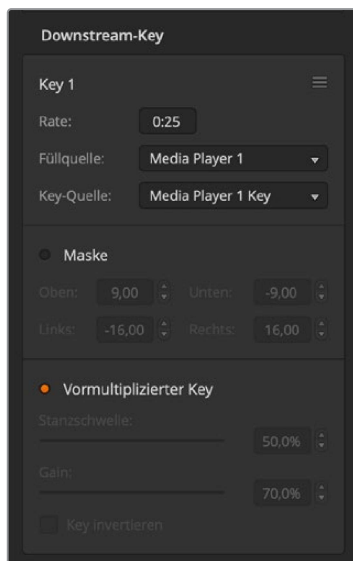 Downstream-Key
Key 1
Rate: 0:25
Füllquelle: Media Player 1
Key-Quelle: Media Player 1 Key
Maske
Oben: 9,00 Unten: -9,00
Links: -16,00 Rechts: 16,00
Vormultiplizierter Key
Stanzschwelle:
50,0%
Gain:
70,0%
Key invertieren